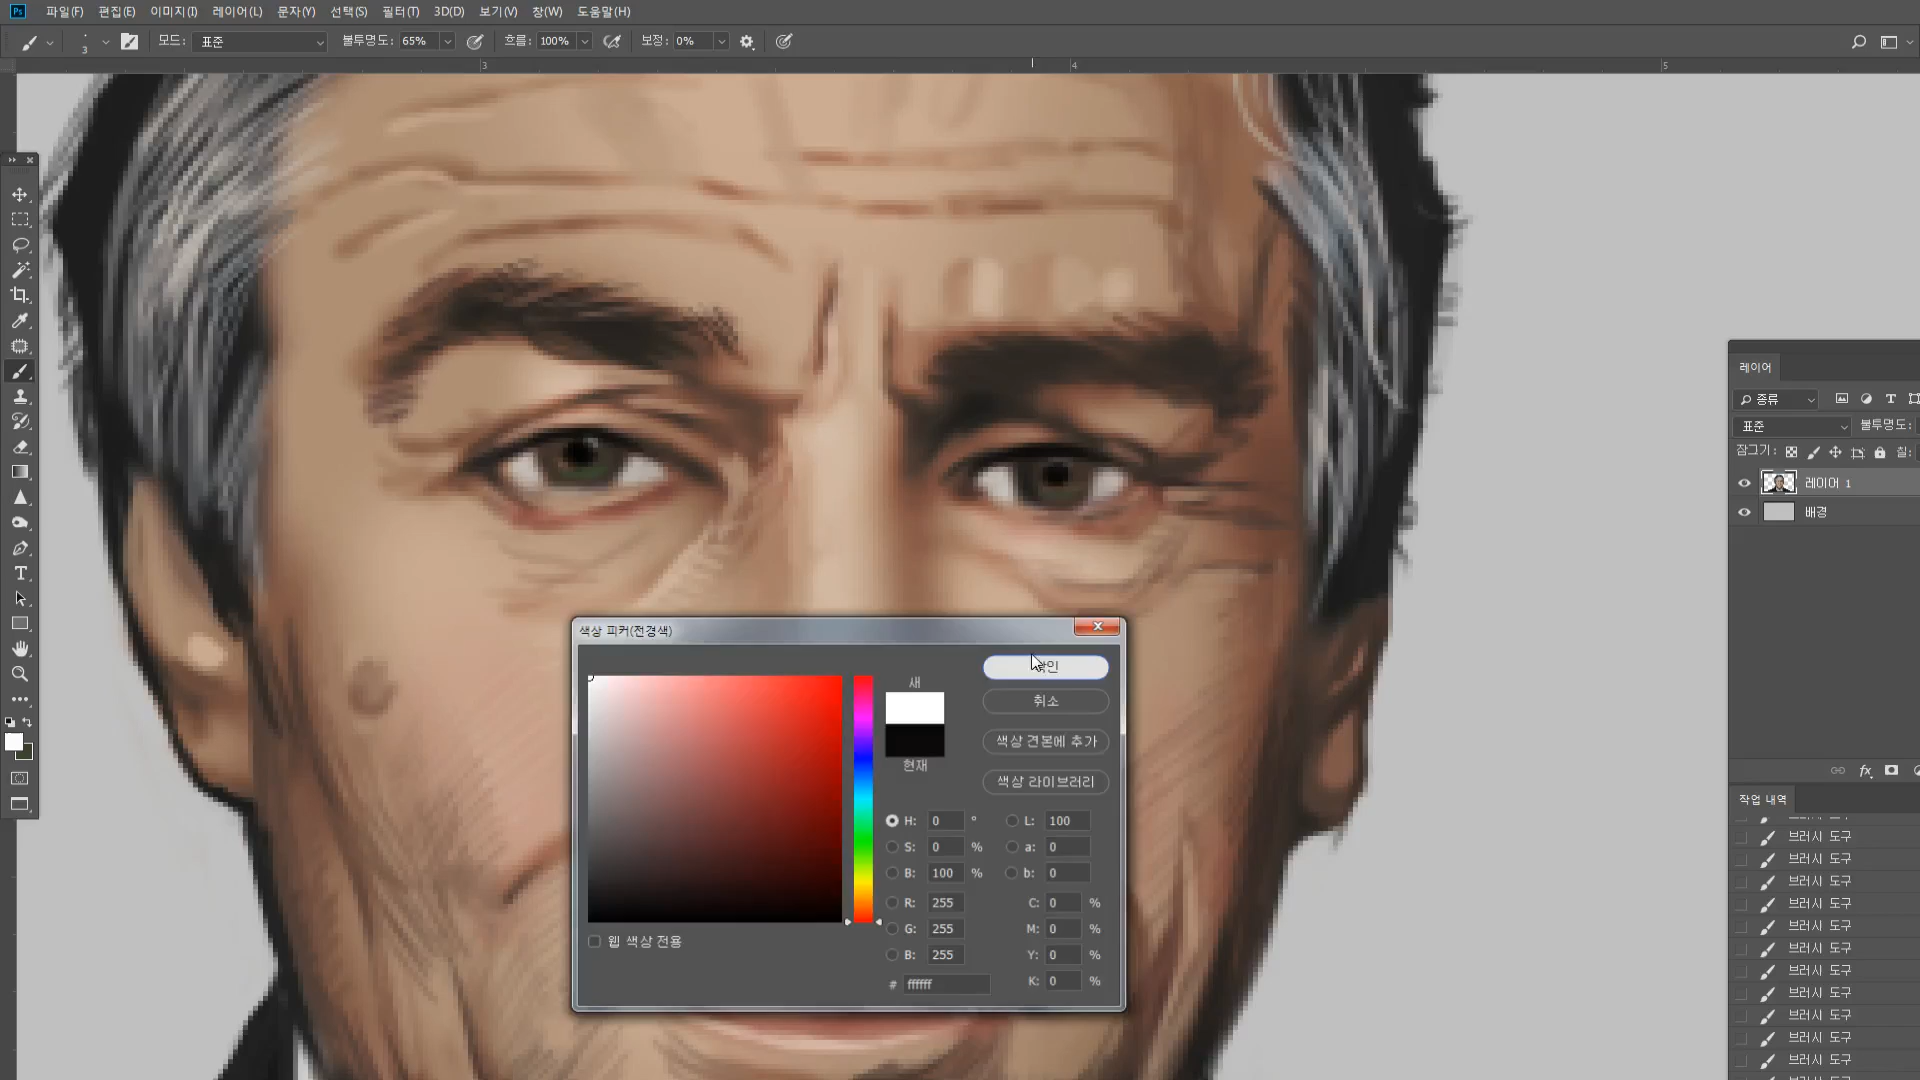 Ps 파일(F) 편집(E) 이미지(I) 레이어(L) 문자(Y) 선택(S) 필터(T) 3D(D) 보기(V) 창(W) 도움말(H)
3 모드: 표준 불투명도: 65% 흐름: 100% 보정: 0%
3 4 5
레이어
종류
표준 불투명도:
잠그기: 칠:
레이어 1
배경
색상 피커(전경색)
새
확인
취소
색상 견본에 추가
현재
색상 라이브러리
H: 0 ° L: 100
S: 0 % a: 0
B: 100 % b: 0
R: 255 C: 0 %
G: 255 M: 0 %
B: 255 Y: 0 %
# ffffff K: 0 %
웹 색상 전용
fx
작업 내역
브러시 도구
브러시 도구
브러시 도구
브러시 도구
브러시 도구
브러시 도구
브러시 도구
브러시 도구
브러시 도구
브러시 도구
브러시 도구